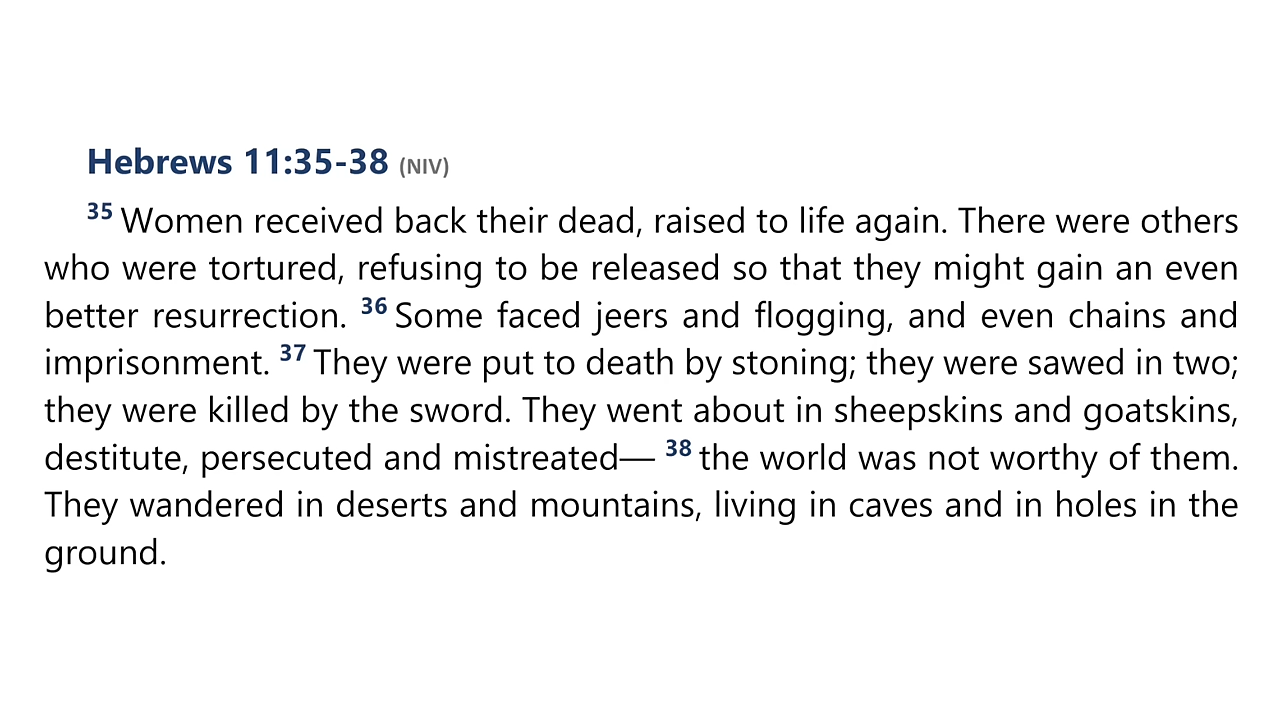 Hebrews 11:35-38 (NIV)
35 Women received back their dead, raised to life again. There were others
who were tortured, refusing to be released so that they might gain an even
better resurrection. 36 Some faced jeers and flogging, and even chains and
imprisonment. 37 They were put to death by stoning; they were sawed in two;
they were killed by the sword. They went about in sheepskins and goatskins,
destitute, persecuted and mistreated— 38 the world was not worthy of them.
They wandered in deserts and mountains, living in caves and in holes in the
ground.